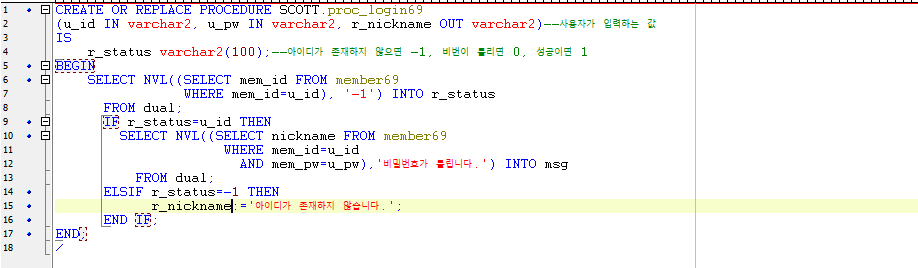 1 CREATE OR REPLACE PROCEDURE SCOTT.proc_login69
2 (u_id IN varchar2, u_pw IN varchar2, r_nickname OUT varchar2)--사용자가 입력하는 값
3 IS
4 r_status varchar2(100);--아이디가 존재하지 않으면 -1, 비번이 틀리면 0, 성공이면 1
5 BEGIN
6 SELECT NVL((SELECT mem_id FROM member69
7 WHERE mem_id=u_id), '-1') INTO r_status
8 FROM dual;
9 IF r_status=u_id THEN
10 SELECT NVL((SELECT nickname FROM member69
11 WHERE mem_id=u_id
12 AND mem_pw=u_pw),'비밀번호가 틀립니다.') INTO msg
13 FROM dual;
14 ELSIF r_status=-1 THEN
15 r_nickname:='아이디가 존재하지 않습니다.';
16 END IF;
17 END;
18 /